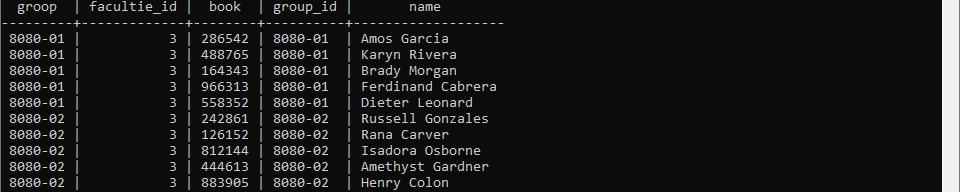 groop | facultie_id | book | group_id | name
---------+-------------+--------+----------+-------------------
8080-01 | 3 | 286542 | 8080-01 | Amos Garcia
8080-01 | 3 | 488765 | 8080-01 | Karyn Rivera
8080-01 | 3 | 164343 | 8080-01 | Brady Morgan
8080-01 | 3 | 966313 | 8080-01 | Ferdinand Cabrera
8080-01 | 3 | 558352 | 8080-01 | Dieter Leonard
8080-02 | 3 | 242861 | 8080-02 | Russell Gonzales
8080-02 | 3 | 126152 | 8080-02 | Rana Carver
8080-02 | 3 | 812144 | 8080-02 | Isadora Osborne
8080-02 | 3 | 444613 | 8080-02 | Amethyst Gardner
8080-02 | 3 | 883905 | 8080-02 | Henry Colon